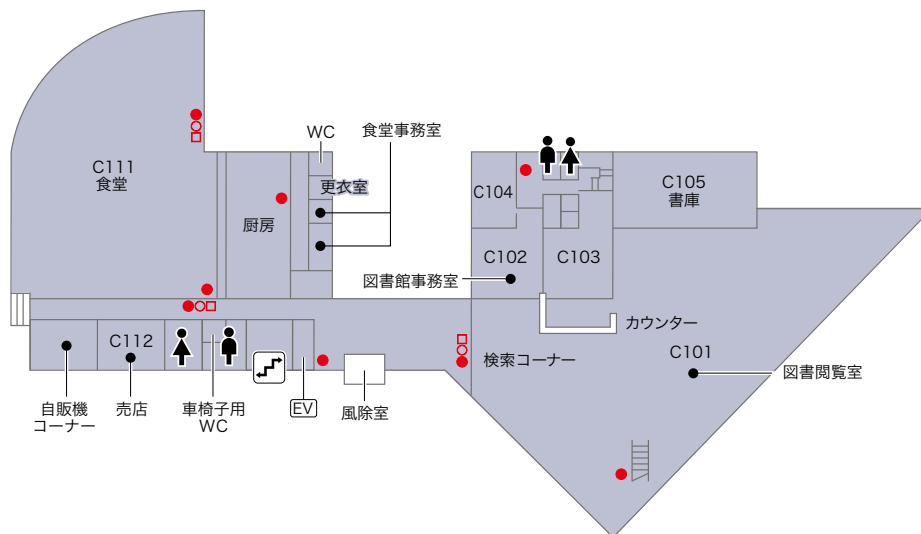 WC
食堂事務室
C111
食堂
更衣室
厨房
C104
C105
書庫
C102
C103
図書館事務室
カウンター
C112
検索コーナー
C101
図書閲覧室
自販機
コーナー
売店
車椅子用
WC
EV
風除室